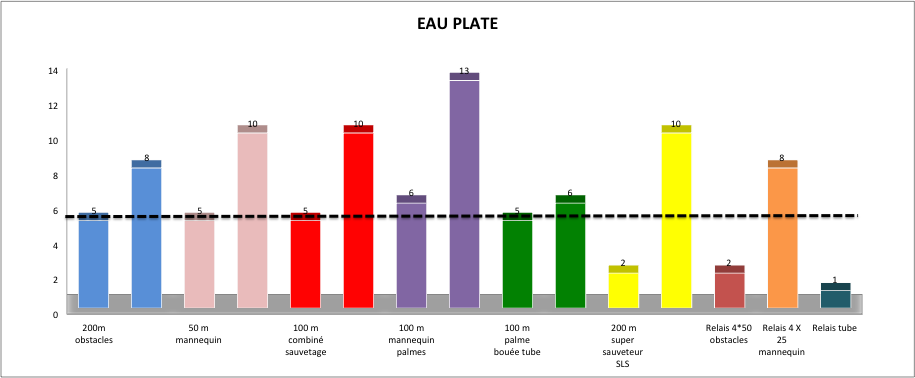 EAU PLATE
14
12
10
8
6
4
2
0
5
8
5
10
5
10
6
13
5
6
2
10
2
8
1
200m
obstacles
50 m
mannequin
100 m
combiné
sauvetage
100 m
mannequin
palmes
100 m
palme
bouée tube
200 m
super
sauveteur
SLS
Relais 4*50
obstacles
Relais 4 X
25
mannequin
Relais tube